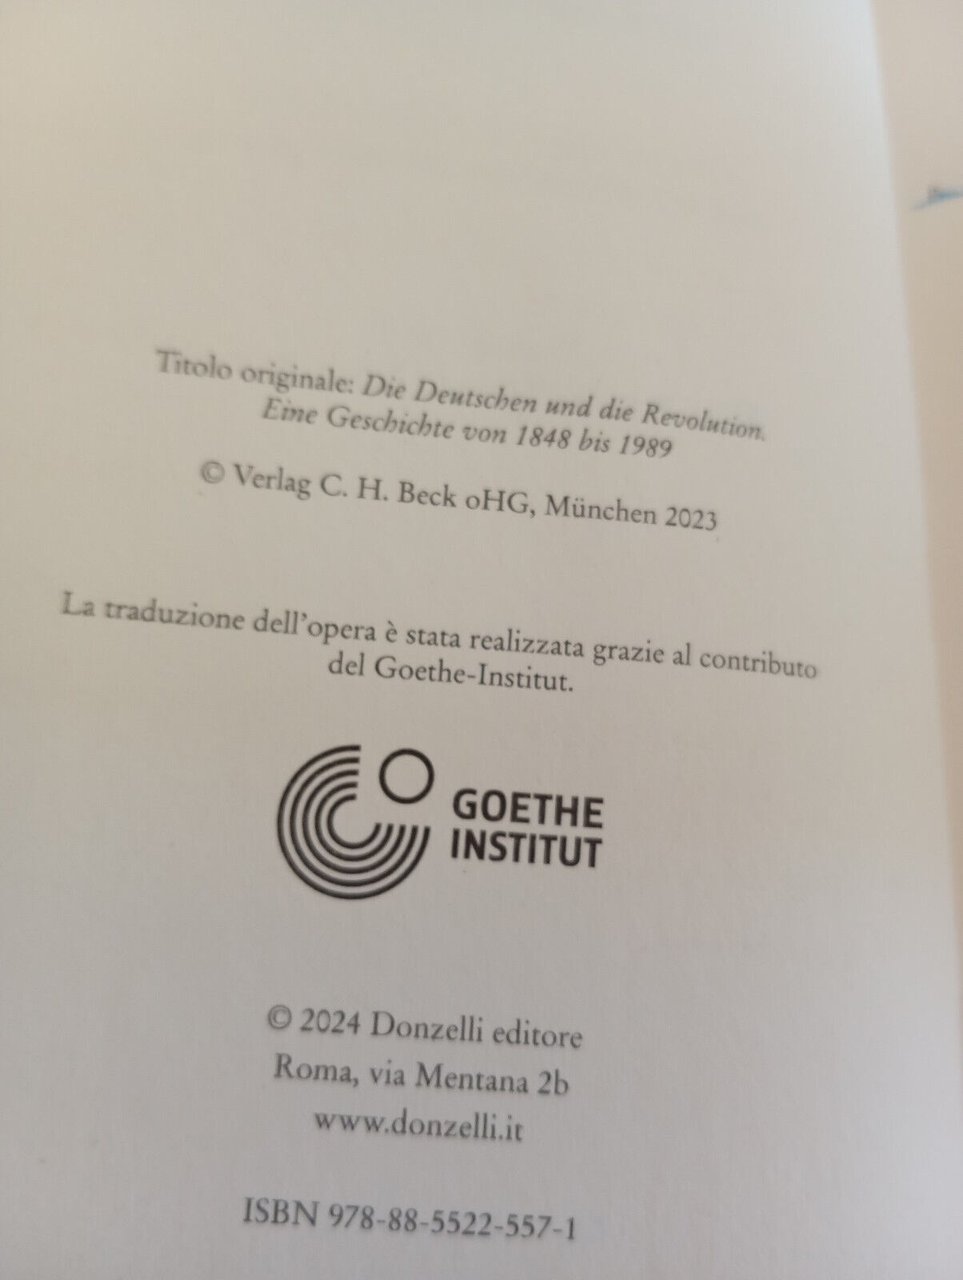 Titolo originale: Die Deutschen und die Revolution.
Eine Geschichte von 1848 bis 1989
© Verlag C. H. Beck oHG, München 2023
La traduzione dell’opera è stata realizzata grazie al contributo
del Goethe-Institut.
GOETHE
INSTITUT
© 2024 Donzelli editore
Roma, via Mentana 2b
www.donzelli.it
ISBN 978-88-5522-557-1